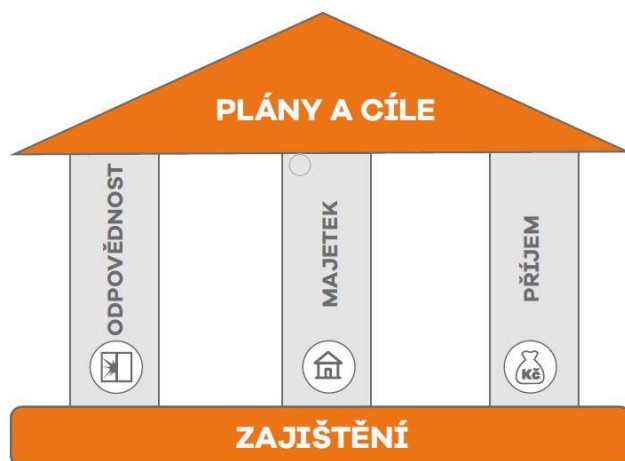 PLÁNY A CÍLE
ODPOVĚDNOST
MAJETEK
PŘÍJEM
Kč
ZAJIŠTĚNÍ